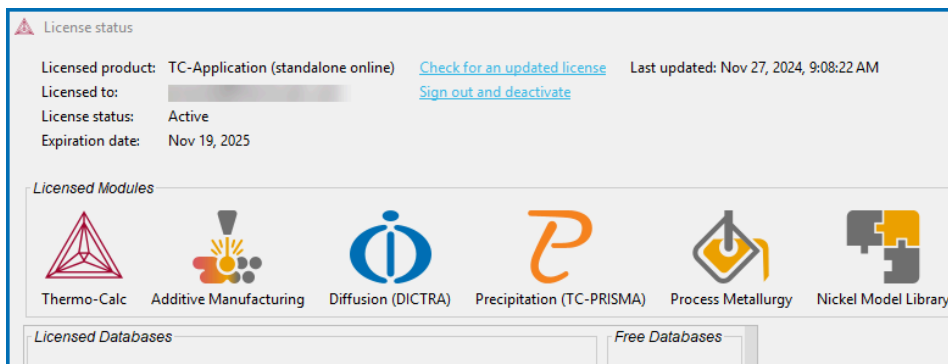 License status
Licensed product: TC-Application (standalone online) Check for an updated license Last updated: Nov 27, 2024, 9:08:22 AM
Licensed to: Sign out and deactivate
License status: Active
Expiration date: Nov 19, 2025
Licensed Modules
Thermo-Calc Additive Manufacturing Diffusion (DICTRA) Precipitation (TC-PRISMA) Process Metallurgy Nickel Model Library
Licensed Databases Free Databases